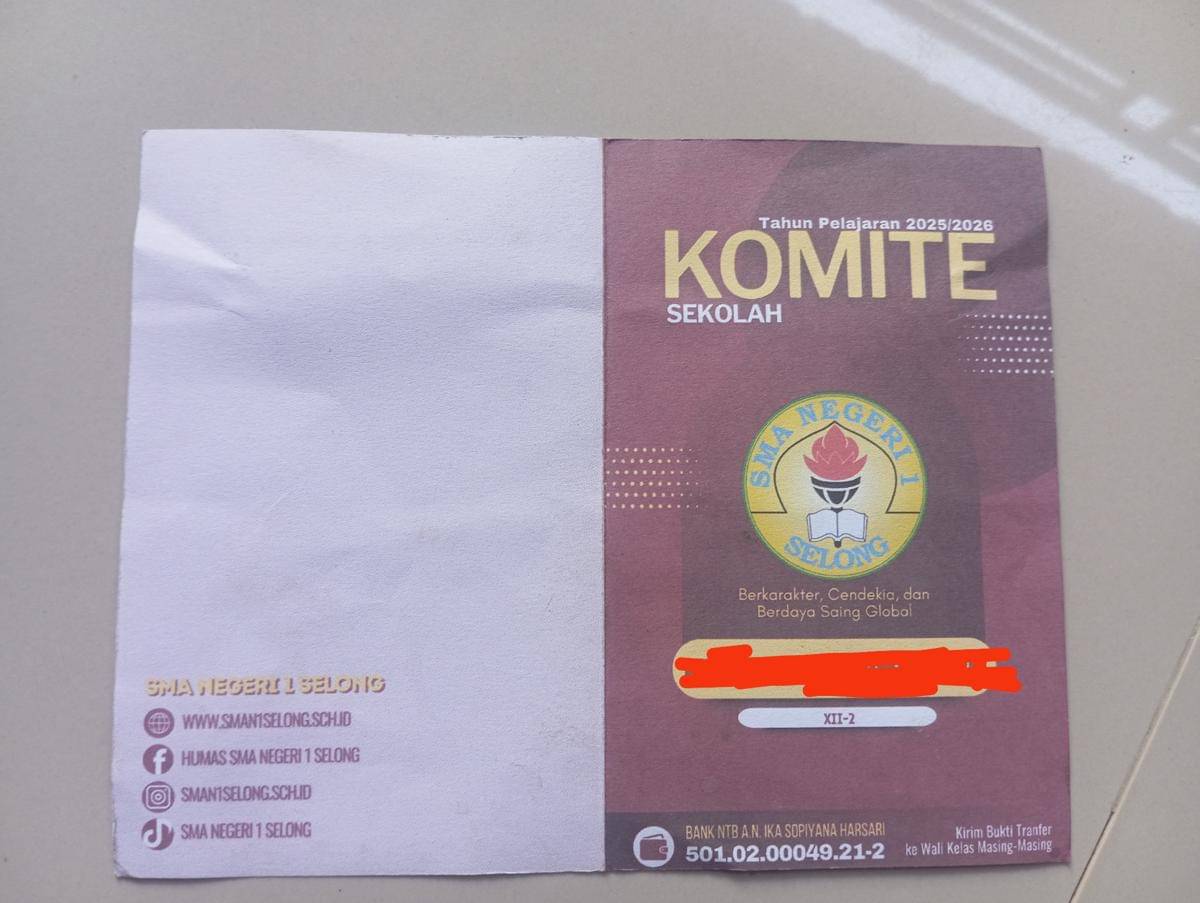 SMA NEGERI 1 SELONG
WWW.SMAN1SELONG.SCH.ID
HUMAS SMA NEGERI 1 SELONG
SMAN1SELONG.SCH.ID
SMA NEGERI 1 SELONG
Tahun Pelajaran 2025/2026
KOMITE
SEKOLAH
SMA NEGERI 1
SELONG
Berkarakter, Cendekia, dan
Berdaya Saing Global
XII-2
BANK NTB A.N. IKA SOPIYANA HARSARI
501.02.00049.21-2
Kirim Bukti Tranfer
ke Wali Kelas Masing-Masing